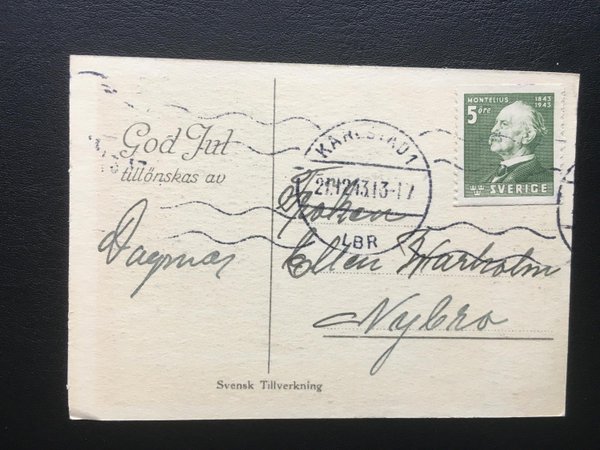 God Jul
tillönskas av
Dagmar
KARLSTAD 1
21.12.43.13-17
LBR
MONTELIUS 1843
1943
5 öre
SVERIGE
Fröken
Ellen Warholm
Nybro
Svensk Tillverkning